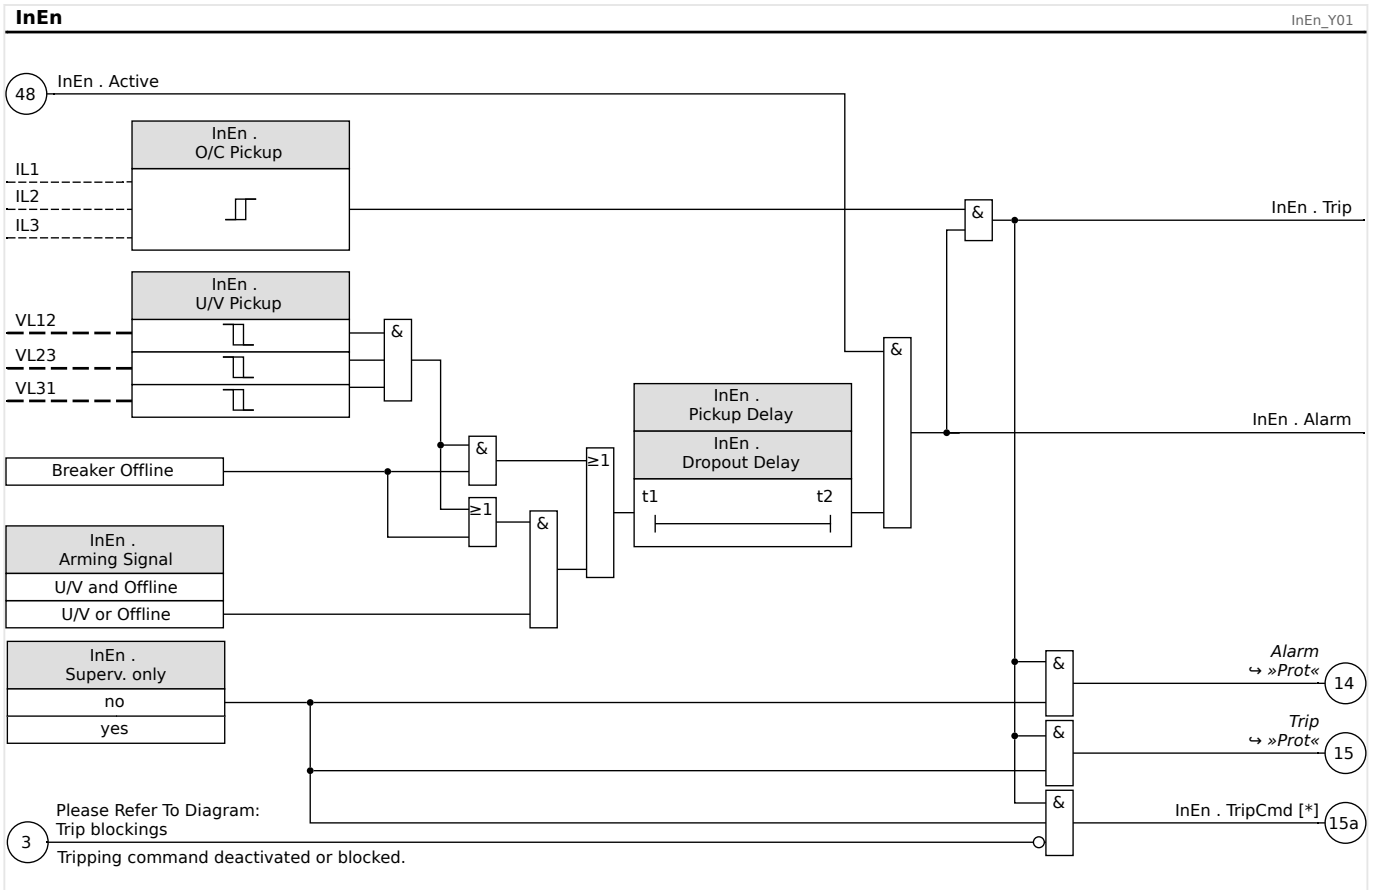 InEn
InEn_Y01
48
InEn . Active
InEn .
O/C Pickup
IL1
IL2
IL3
&
InEn . Trip
InEn .
U/V Pickup
VL12
VL23
VL31
&
&
InEn .
Pickup Delay
InEn .
Dropout Delay
t1
t2
InEn . Alarm
&
≥1
Breaker Offline
≥1
&
InEn .
Arming Signal
U/V and Offline
U/V or Offline
InEn .
Superv. only
no
yes
&
Alarm
↪ »Prot«
14
&
Trip
↪ »Prot«
15
&
InEn . TripCmd [*]
15a
Please Refer To Diagram:
Trip blockings
3
Tripping command deactivated or blocked.